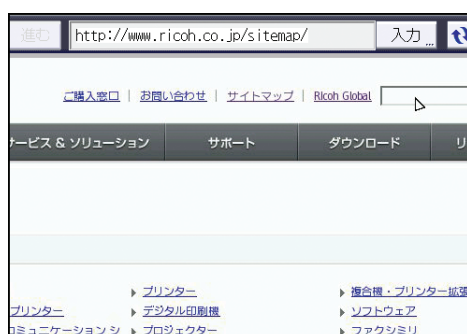 進む http://www.ricoh.co.jp/sitemap/ 入力...
ご購入窓口 | お問い合わせ | サイトマップ | Ricoh Global
サービス & ソリューション サポート ダウンロード リ
プリンター 複合機・プリンター拡張
プリンター デジタル印刷機 ソフトウェア
コミュニケーションシ プロジェクター ファクシミリ